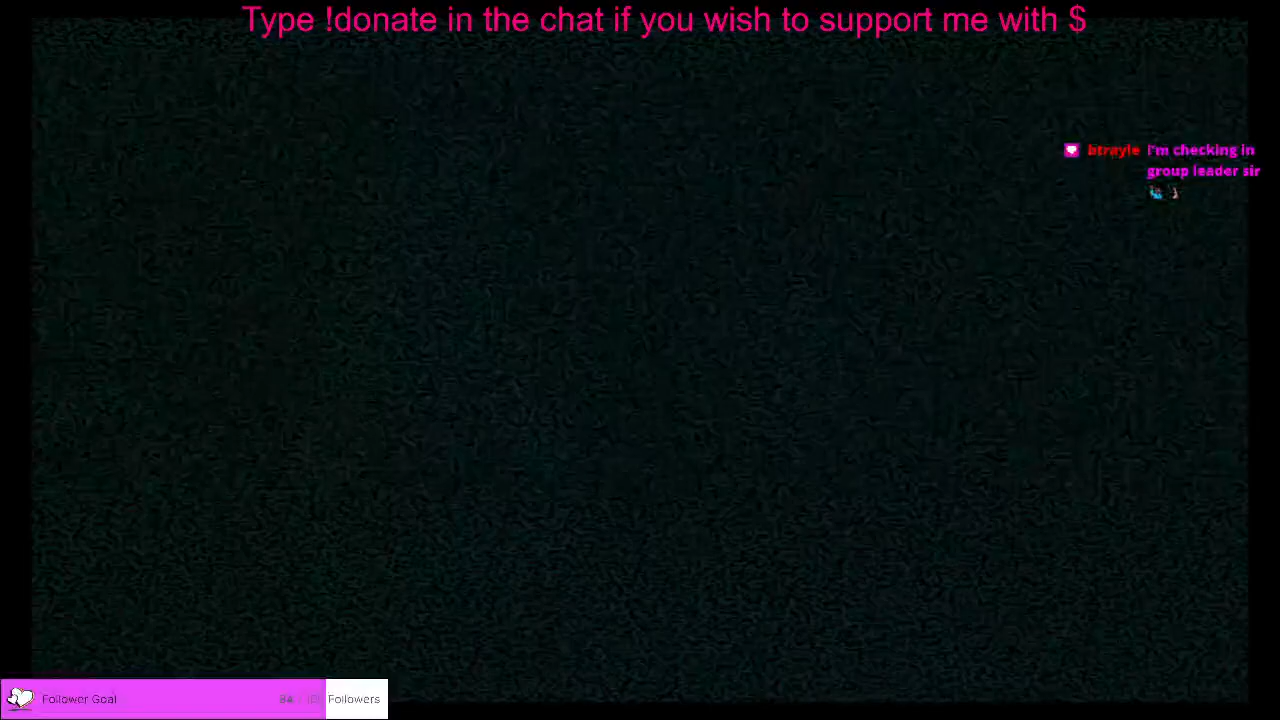 Type !donate in the chat if you wish to support me with $
btrayle I'm checking in
group leader sir
Follower Goal Followers